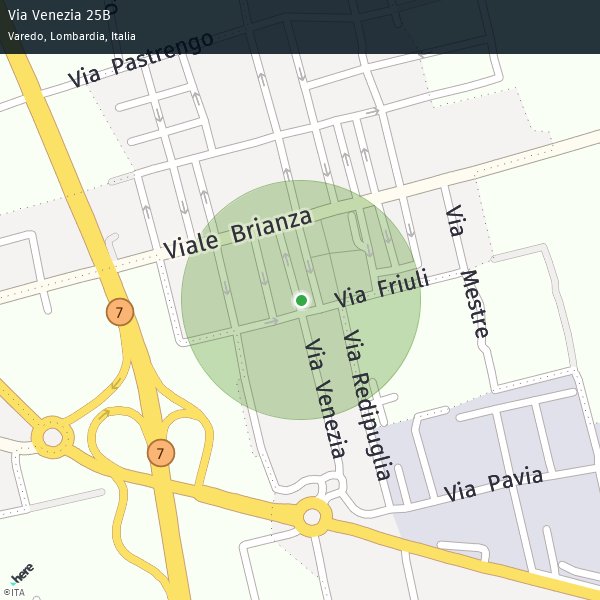 Via Venezia 25B
Varedo, Lombardia, Italia
Via Pastrengo
Viale Brianza
Via Mestre
Via Friuli
7
Via Venezia
Via Redipuglia
7
Via Pavia
here
©ITA